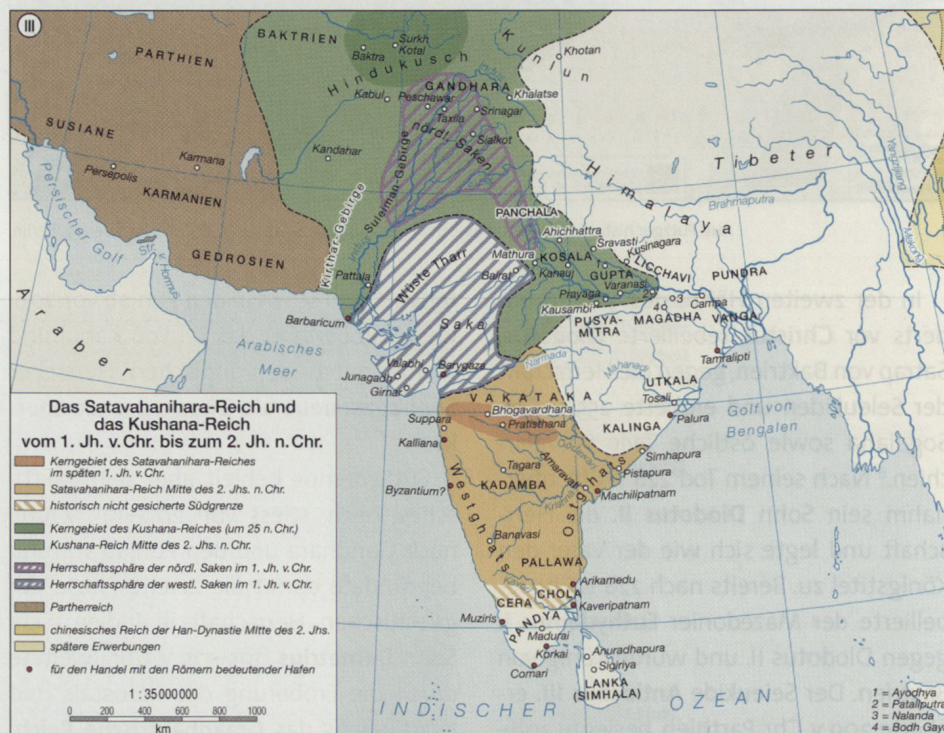 III
BAKTRIEN
Surkh
Kotal
Baktra
Kunlun
Khotan
PARTHIEN
Hindukusch
GANDHARA
Khalatse
Kabul
Peschawar
Srinagar
Taxila
nördl. Saken
Sialkot
SUSIANE
Kandahar
Karmana
Persepolis
KARMANIEN
Suleiman-Gebirge
Himalaya
Tibeter
Yangtsekiang
Mekong
Brahmaputra
Persischer Golf
Str. v. Hormus
GEDROSIEN
Kirthar-Gebirge
Indus
PANCHALA
Ahichhattra
Sravasti
Kusinagara
Mathura
KOSALA
1
LICCHAVI
PUNDRA
Pattala
Wüste Tharr
Bairat
Kanauj
GUPTA
Varanasi
Prayaga
2
3
4
Campa
Kausambi
PUSYA-
MITRA
MAGADHA
VANGA
Araber
Barbaricum
Saka
Arabisches
Meer
Tamralipti
Valabhi
Barygaza
Narmada
Mahanadi
Junagadh
Girnar
UTKALA
VAKATAKA
Tosali
Golf von
Bengalen
Bhogavardhana
KALINGA
Palura
Suppara
Pratisthana
Kalliana
Godavari
Simhapura
Tagara
Amaravati
Pistapura
Byzantium?
KADAMBA
Krishna
Machilipatnam
Westghats
Ostghats
Banavasi
PALLAWA
Arikamedu
CHOLA
CERA
Kaveripatnam
Muziris
PANDYA
Madurai
Korkai
Anuradhapura
Sigiriya
Comari
LANKA
(SIMHALA)
INDISCHER OZEAN
Das Satavahanihara-Reich und
das Kushana-Reich
vom 1. Jh. v.Chr. bis zum 2. Jh. n.Chr.
Kerngebiet des Satavahanihara-Reiches
im späten 1. Jh. v. Chr.
Satavahanihara-Reich Mitte des 2. Jhs. n.Chr.
historisch nicht gesicherte Südgrenze
Kerngebiet des Kushana-Reiches (um 25 n. Chr.)
Kushana-Reich Mitte des 2. Jhs. n.Chr.
Herrschaftssphäre der nördl. Saken im 1. Jh. v. Chr.
Herrschaftssphäre der westl. Saken im 1. Jh. v. Chr.
Partherreich
chinesisches Reich der Han-Dynastie Mitte des 2. Jhs.
spätere Erwerbungen
für den Handel mit den Römern bedeutender Hafen
1 : 35 000 000
0 200 400 600 800 1000
km
1 = Ayodhya
2 = Pataliputra
3 = Nalanda
4 = Bodh Gaya